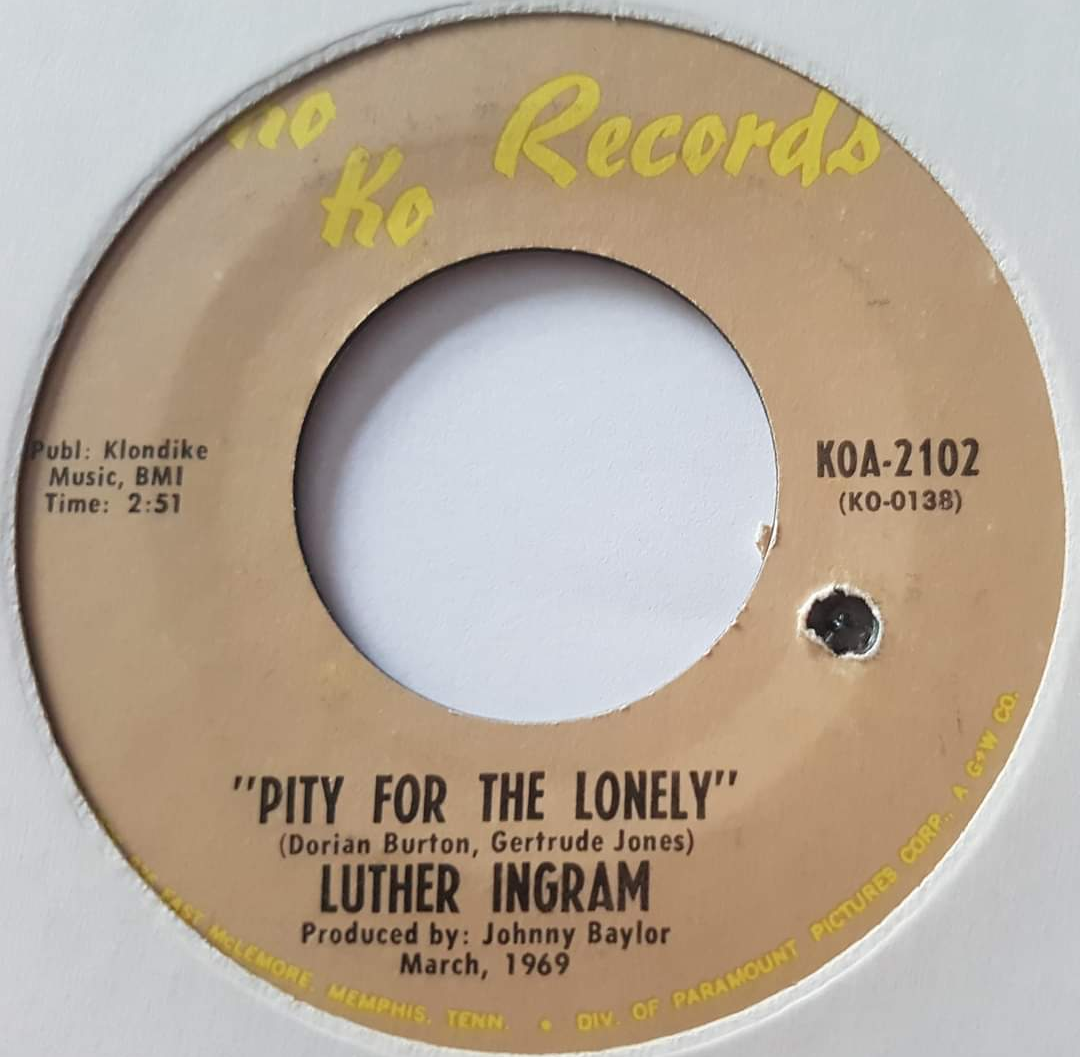 Ko
Records
Publ: Klondike
Music, BMI
Time: 2:51
KOA-2102
(KO-0138)
"PITY FOR THE LONELY"
(Dorian Burton, Gertrude Jones)
LUTHER INGRAM
Produced by: Johnny Baylor
March, 1969
EAST MCLEMORE, MEMPHIS, TENN. • DIV. OF PARAMOUNT PICTURES CORP., A G+W CO.